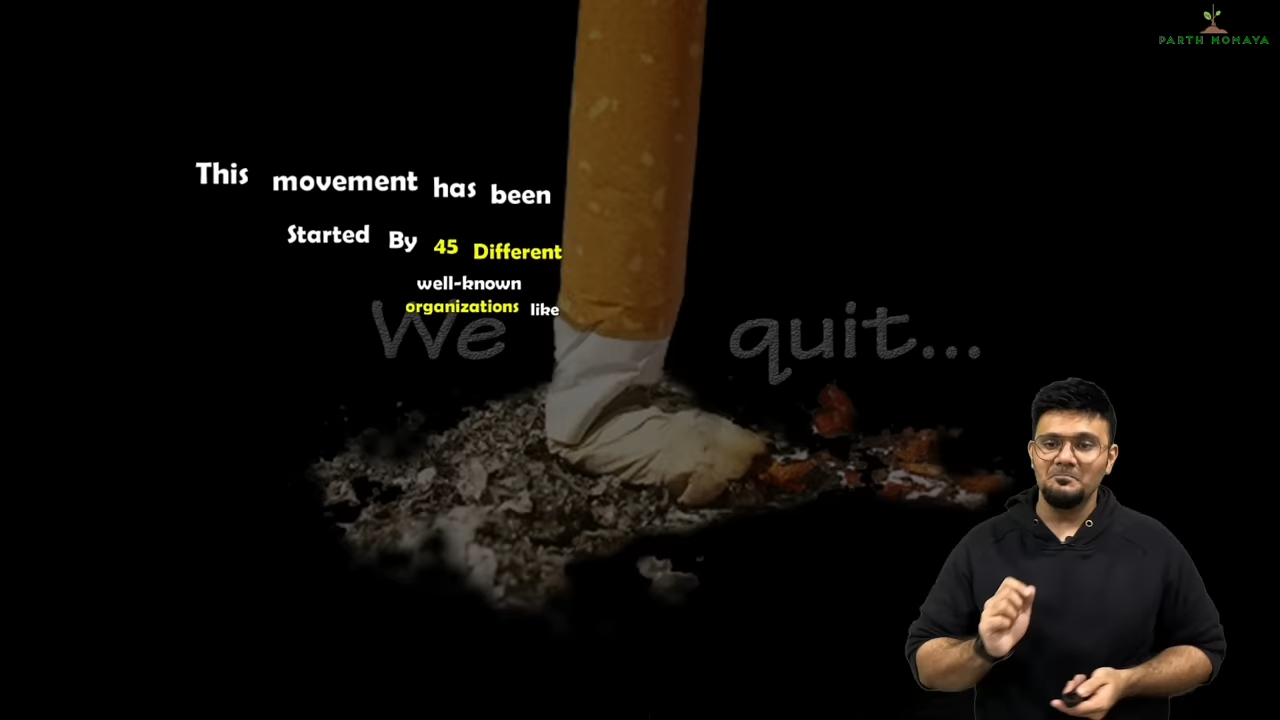 PARTH MOMAYA
This movement has been
Started By 45 Different
well-known
organizations like
We quit...